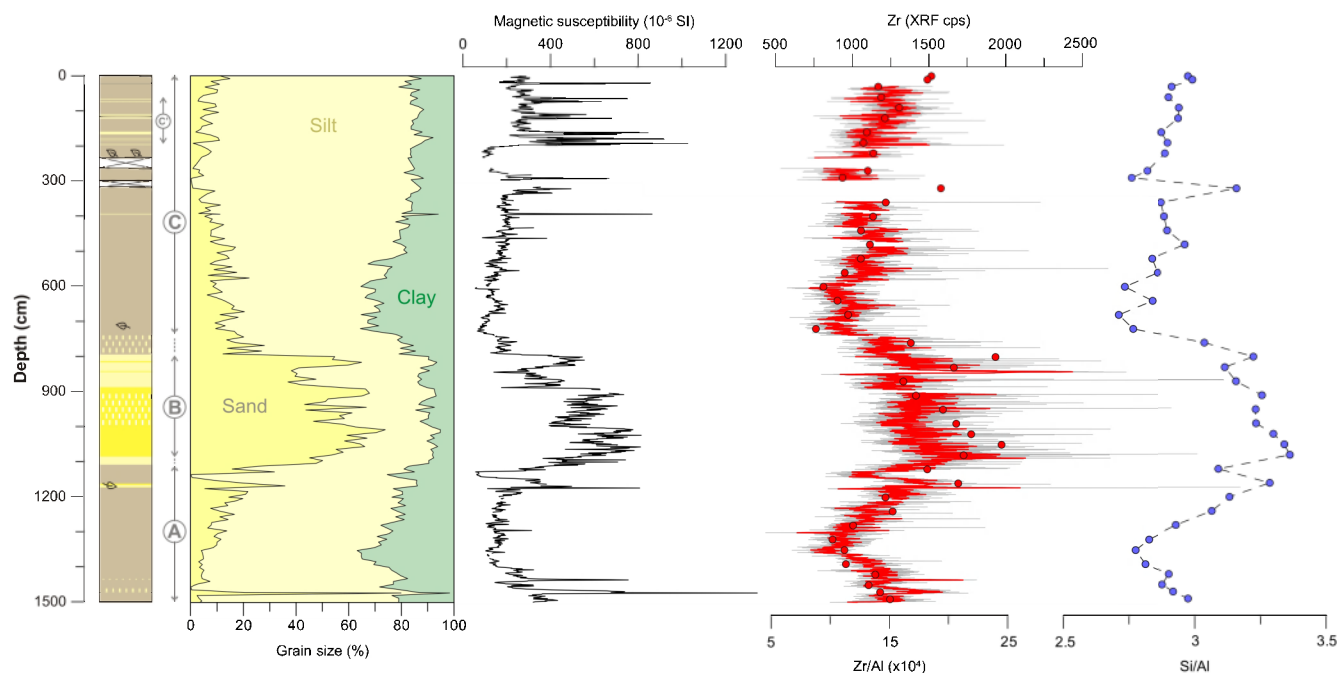 Magnetic susceptibility (10⁻⁶ SI)
Zr (XRF cps)
0 400 800 1200
500 1000 1500 2000 2500
Depth (cm)
0
300
600
900
1200
1500
C'
C
B
A
Silt
Clay
Sand
0 20 40 60 80 100
Grain size (%)
5 15 25
Zr/Al (x10⁴)
2.5 3 3.5
Si/Al